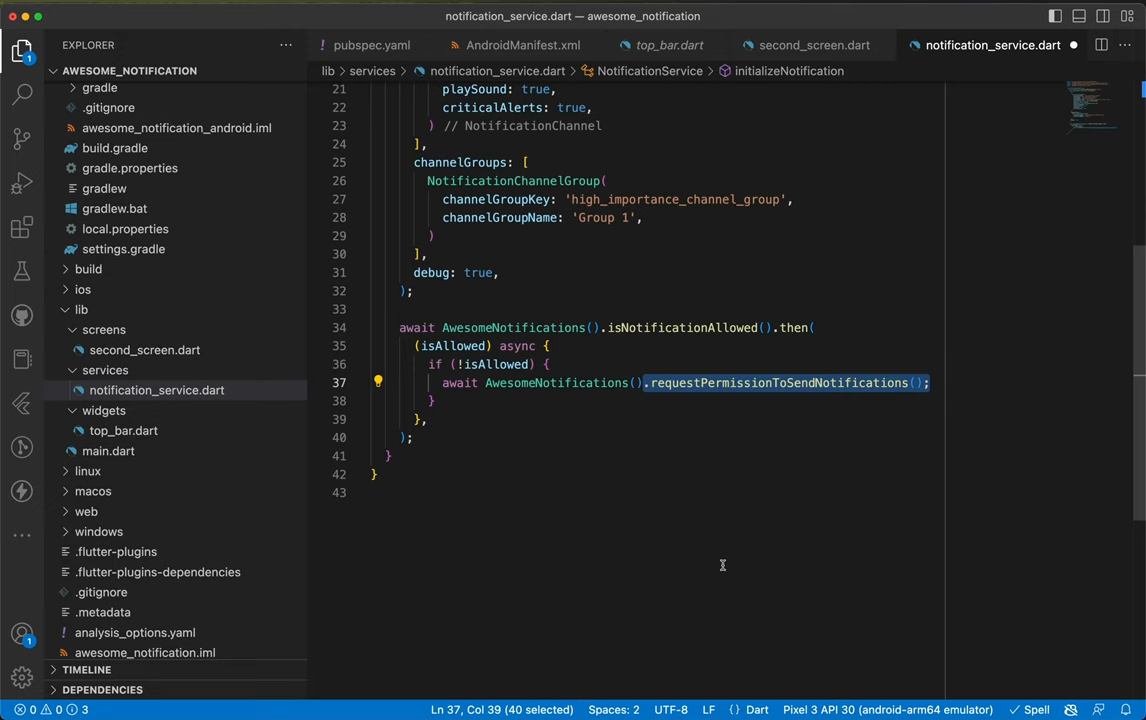 notification_service.dart — awesome_notification
EXPLORER
pubspec.yaml
AndroidManifest.xml
top_bar.dart
second_screen.dart
notification_service.dart
lib > services > notification_service.dart > NotificationService > initializeNotification
AWESOME_NOTIFICATION
gradle
.gitignore
awesome_notification_android.iml
build.gradle
gradle.properties
gradlew
gradlew.bat
local.properties
settings.gradle
build
ios
lib
screens
second_screen.dart
services
notification_service.dart
widgets
top_bar.dart
main.dart
linux
macos
web
windows
.flutter-plugins
.flutter-plugins-dependencies
.gitignore
.metadata
analysis_options.yaml
awesome_notification.iml
TIMELINE
DEPENDENCIES
1
1
21 playSound: true,
22 criticalAlerts: true,
23 ) // NotificationChannel
24 ],
25 channelGroups: [
26 NotificationChannelGroup(
27 channelGroupKey: 'high_importance_channel_group',
28 channelGroupName: 'Group 1',
29 )
30 ],
31 debug: true,
32 );
33
34 await AwesomeNotifications().isNotificationAllowed().then(
35 (isAllowed) async {
36 if (!isAllowed) {
37 await AwesomeNotifications().requestPermissionToSendNotifications();
38 }
39 },
40 );
41 }
42 }
43
0 0 3 Ln 37, Col 39 (40 selected) Spaces: 2 UTF-8 LF {} Dart Pixel 3 API 30 (android-arm64 emulator) Spell